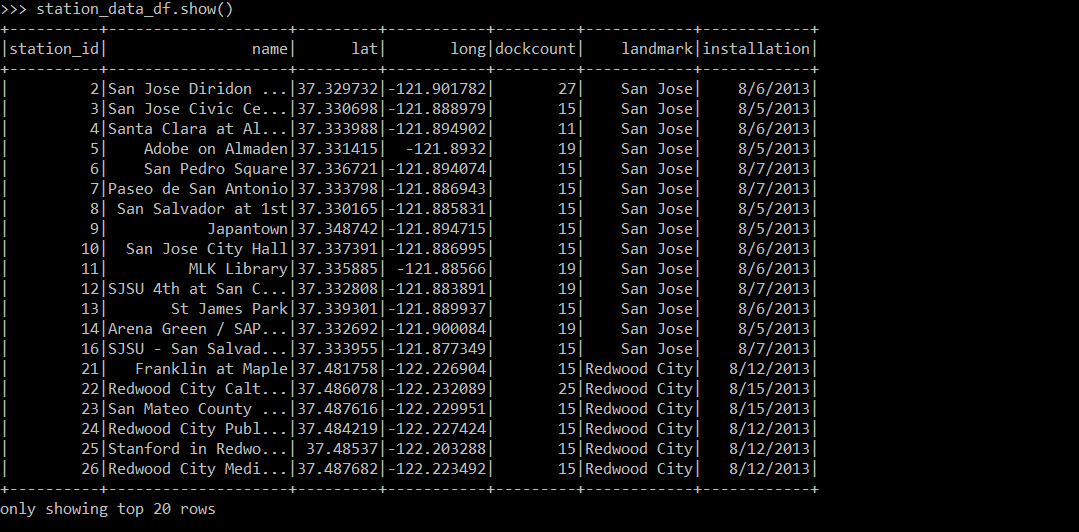 >>> station_data_df.show()
+----------+--------------------+---------+-----------+---------+------------+------------+
|station_id|                name|      lat|       long|dockcount|    landmark|installation|
+----------+--------------------+---------+-----------+---------+------------+------------+
|         2|San Jose Diridon ...|37.329732|-121.901782|       27|    San Jose|    8/6/2013|
|         3|San Jose Civic Ce...|37.330698|-121.888979|       15|    San Jose|    8/5/2013|
|         4|Santa Clara at Al...|37.333988|-121.894902|       11|    San Jose|    8/6/2013|
|         5|    Adobe on Almaden|37.331415|  -121.8932|       19|    San Jose|    8/5/2013|
|         6|    San Pedro Square|37.336721|-121.894074|       15|    San Jose|    8/7/2013|
|         7|Paseo de San Antonio|37.333798|-121.886943|       15|    San Jose|    8/7/2013|
|         8| San Salvador at 1st|37.330165|-121.885831|       15|    San Jose|    8/5/2013|
|         9|           Japantown|37.348742|-121.894715|       15|    San Jose|    8/5/2013|
|        10|  San Jose City Hall|37.337391|-121.886995|       15|    San Jose|    8/6/2013|
|        11|         MLK Library|37.335885| -121.88566|       19|    San Jose|    8/6/2013|
|        12|SJSU 4th at San C...|37.332808|-121.883891|       19|    San Jose|    8/7/2013|
|        13|       St James Park|37.339301|-121.889937|       15|    San Jose|    8/6/2013|
|        14|Arena Green / SAP...|37.332692|-121.900084|       19|    San Jose|    8/5/2013|
|        16|SJSU - San Salvad...|37.333955|-121.877349|       15|    San Jose|    8/7/2013|
|        21|   Franklin at Maple|37.481758|-122.226904|       15|Redwood City|   8/12/2013|
|        22|Redwood City Calt...|37.486078|-122.232089|       25|Redwood City|   8/15/2013|
|        23|San Mateo County ...|37.487616|-122.229951|       15|Redwood City|   8/15/2013|
|        24|Redwood City Publ...|37.484219|-122.227424|       15|Redwood City|   8/12/2013|
|        25|Stanford in Redwo...| 37.48537|-122.203288|       15|Redwood City|   8/12/2013|
|        26|Redwood City Medi...|37.487682|-122.223492|       15|Redwood City|   8/12/2013|
+----------+--------------------+---------+-----------+---------+------------+------------+
only showing top 20 rows